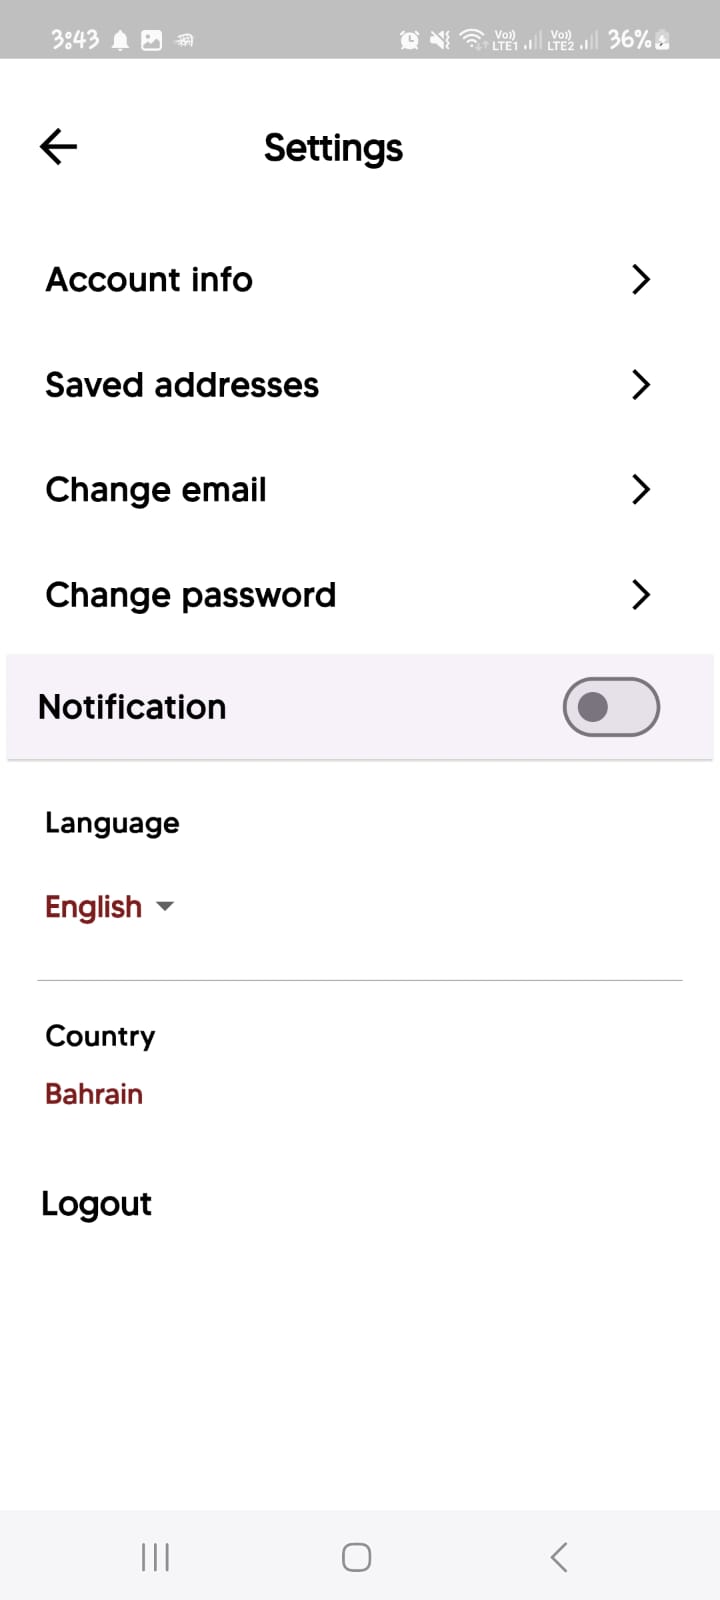 3:43 Vo) LTE1 Vo) LTE2 36%
Settings
Account info
Saved addresses
Change email
Change password
Notification
Language
English
Country
Bahrain
Logout